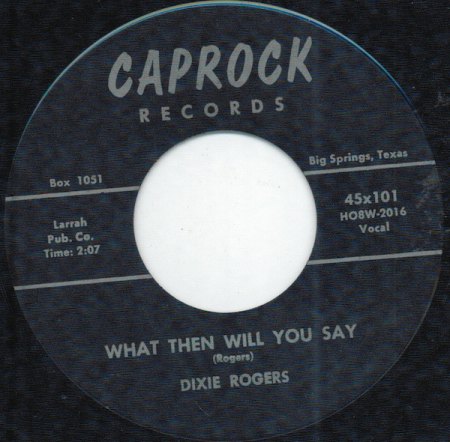 CAPROCK
RECORDS
Box 1051
Big Springs, Texas
Larrah
Pub. Co.
Time: 2:07
45x101
HO8W-2016
Vocal
WHAT THEN WILL YOU SAY
(Rogers)
DIXIE ROGERS